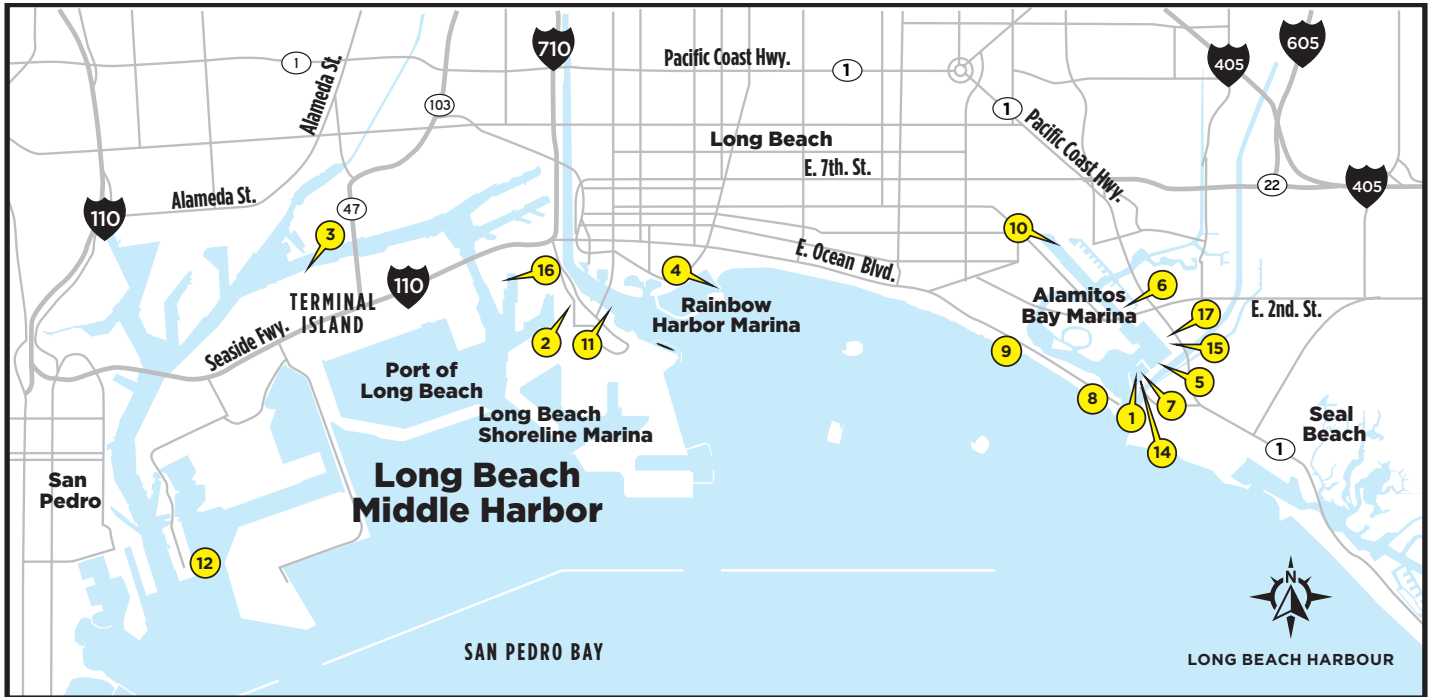 710
605
405
1
Pacific Coast Hwy.
1
Alameda St.
103
1
Pacific Coast Hwy.
Long Beach
E. 7th. St.
22
405
Alameda St.
110
47
3
10
E. Ocean Blvd.
16
4
110
TERMINAL
ISLAND
Seaside Fwy.
Rainbow
Harbor Marina
Alamitos
Bay Marina
6
E. 2nd. St.
17
2
11
9
15
Port of
Long Beach
5
8
7
1
14
Long Beach
Shoreline Marina
Seal
Beach
1
Long Beach
Middle Harbor
San
Pedro
12
SAN PEDRO BAY
N
LONG BEACH HARBOUR